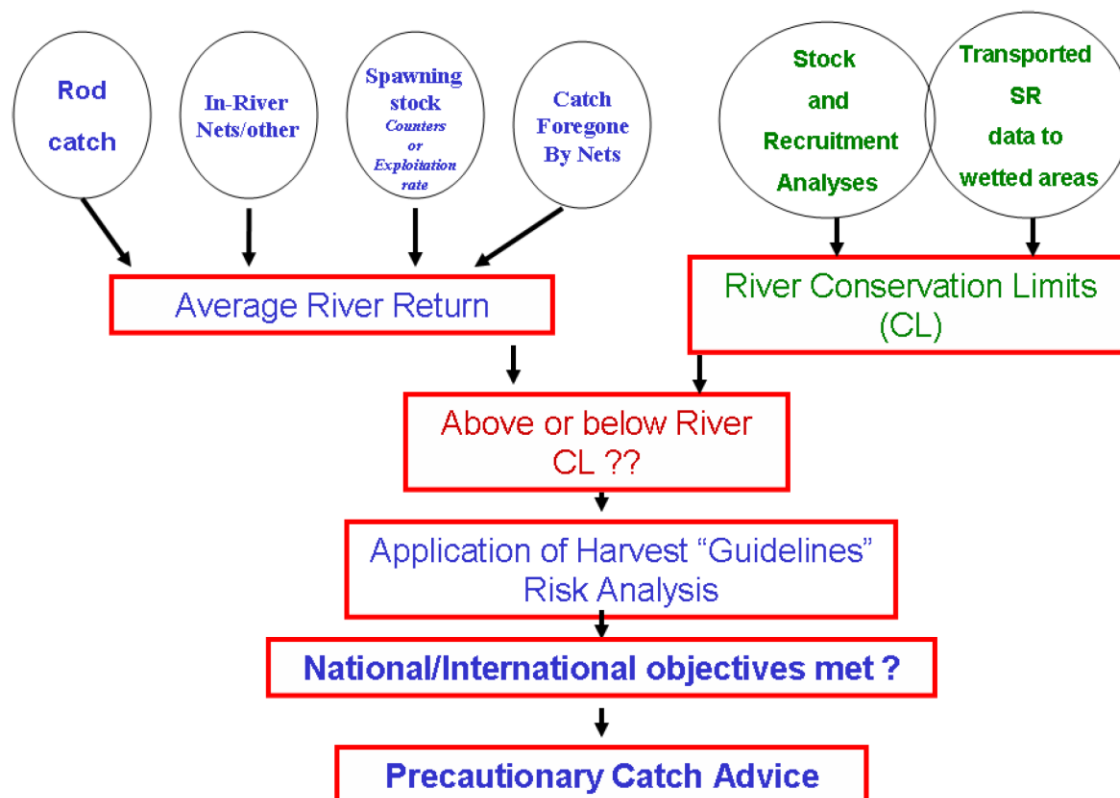 Rod
catch
In-River
Nets/other
Spawning
stock
Counters
or
Exploitation
rate
Catch
Foregone
By Nets
Stock
and
Recruitment
Analyses
Transported
SR
data to
wetted areas
Average River Return
River Conservation Limits
(CL)
Above or below River
CL ??
Application of Harvest “Guidelines”
Risk Analysis
National/International objectives met ?
Precautionary Catch Advice